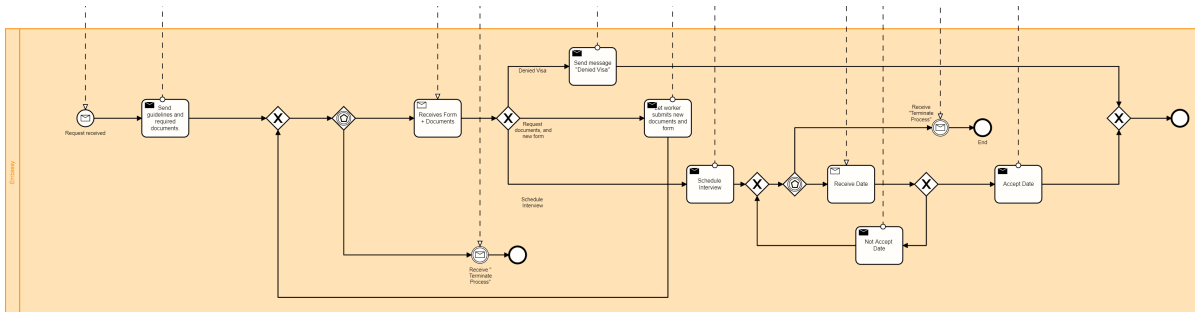 Embassy
Request received
Send
guidelines and
required
documents
Receives Form
+ Documents
Denied Visa
Send message
"Denied Visa"
Request
documents, and
new form
Let worker
submits new
documents and
form
Schedule
Interview
Schedule
Interview
Receive "
Terminate
Process"
Receive
"Terminate
Process"
End
Receive Date
Not Accept
Date
Accept Date